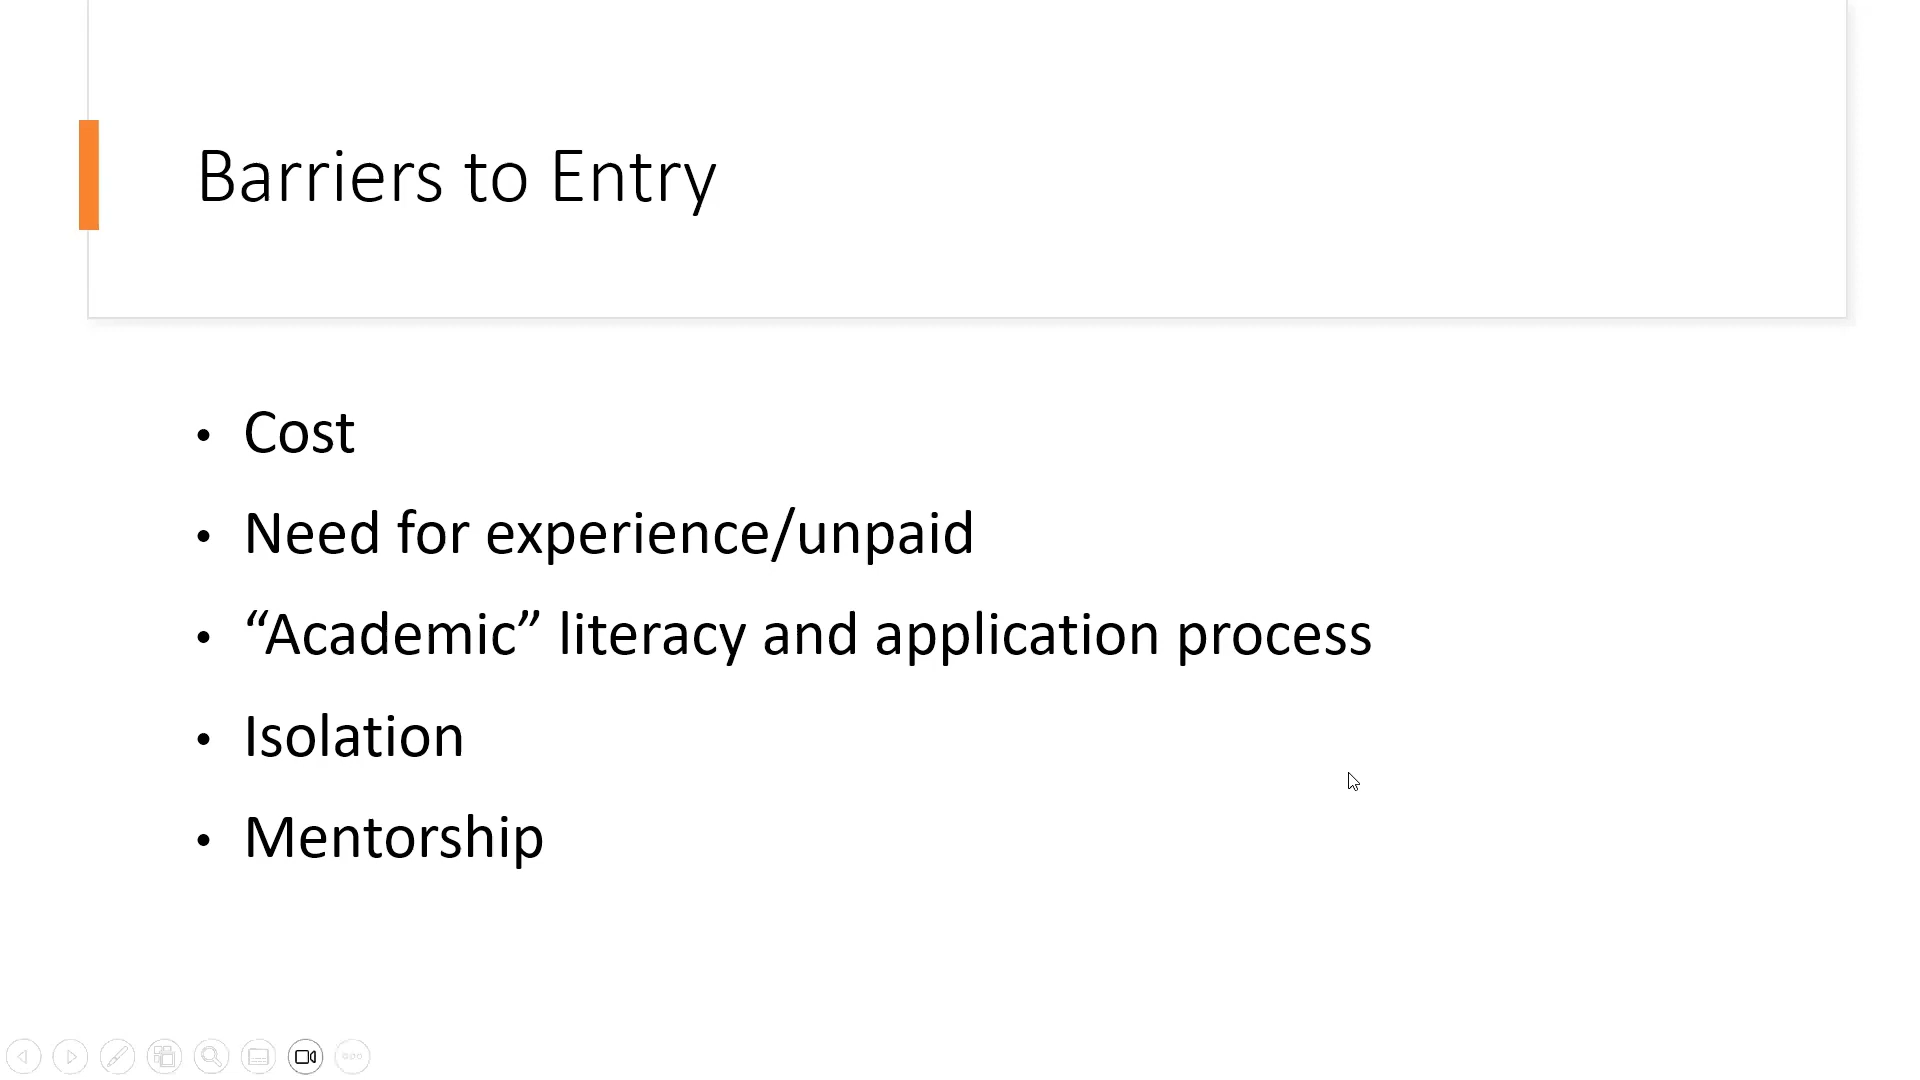 Barriers to Entry
• Cost
• Need for experience/unpaid
• “Academic” literacy and application process
• Isolation
• Mentorship